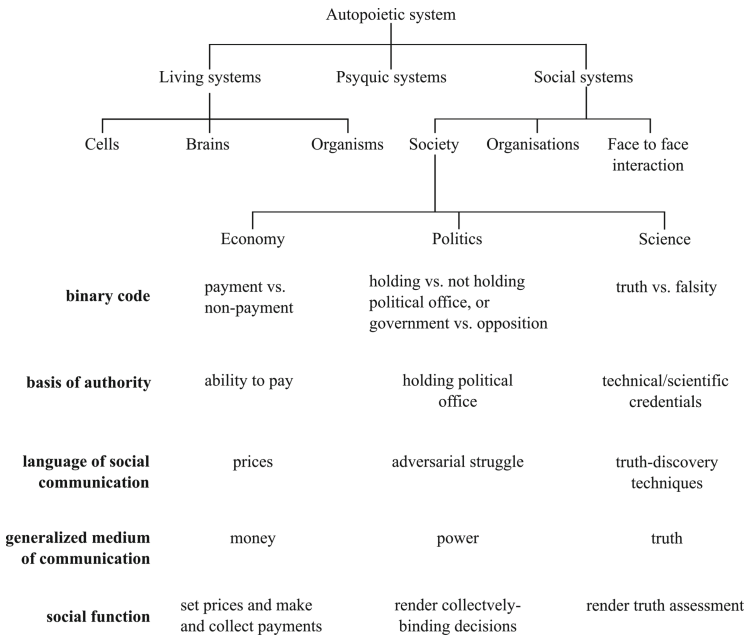 Autopoietic system
Living systems
Psyquic systems
Social systems
Cells
Brains
Organisms
Society
Organisations
Face to face
interaction
Economy
Politics
Science
binary code
payment vs.
non-payment
holding vs. not holding
political office, or
government vs. opposition
truth vs. falsity
basis of authority
ability to pay
holding political
office
technical/scientific
credentials
language of social
communication
prices
adversarial struggle
truth-discovery
techniques
generalized medium
of communication
money
power
truth
social function
set prices and make
and collect payments
render collectvely-
binding decisions
render truth assessment